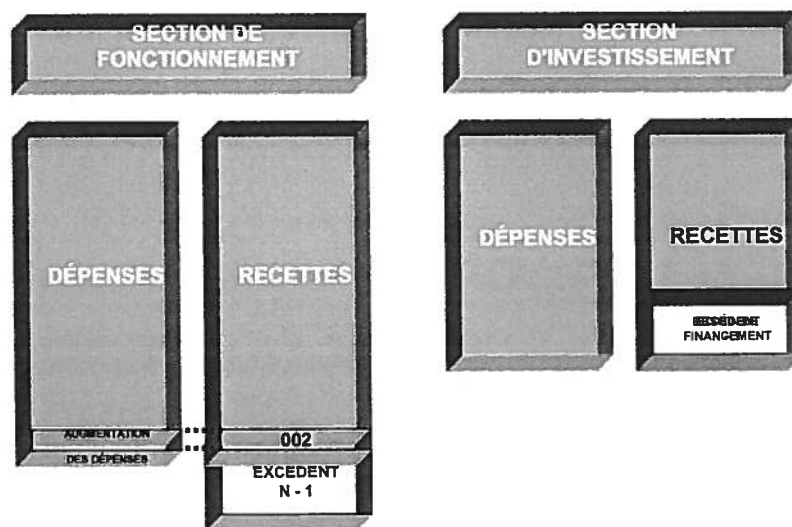 SECTION DE
FONCTIONNEMENT
SECTION
D'INVESTISSEMENT
DÉPENSES
RECETTES
DÉPENSES
RECETTES
FINANCEMENT
AUGMENTATION
002
DES DÉPENSES
EXCEDENT
N - 1